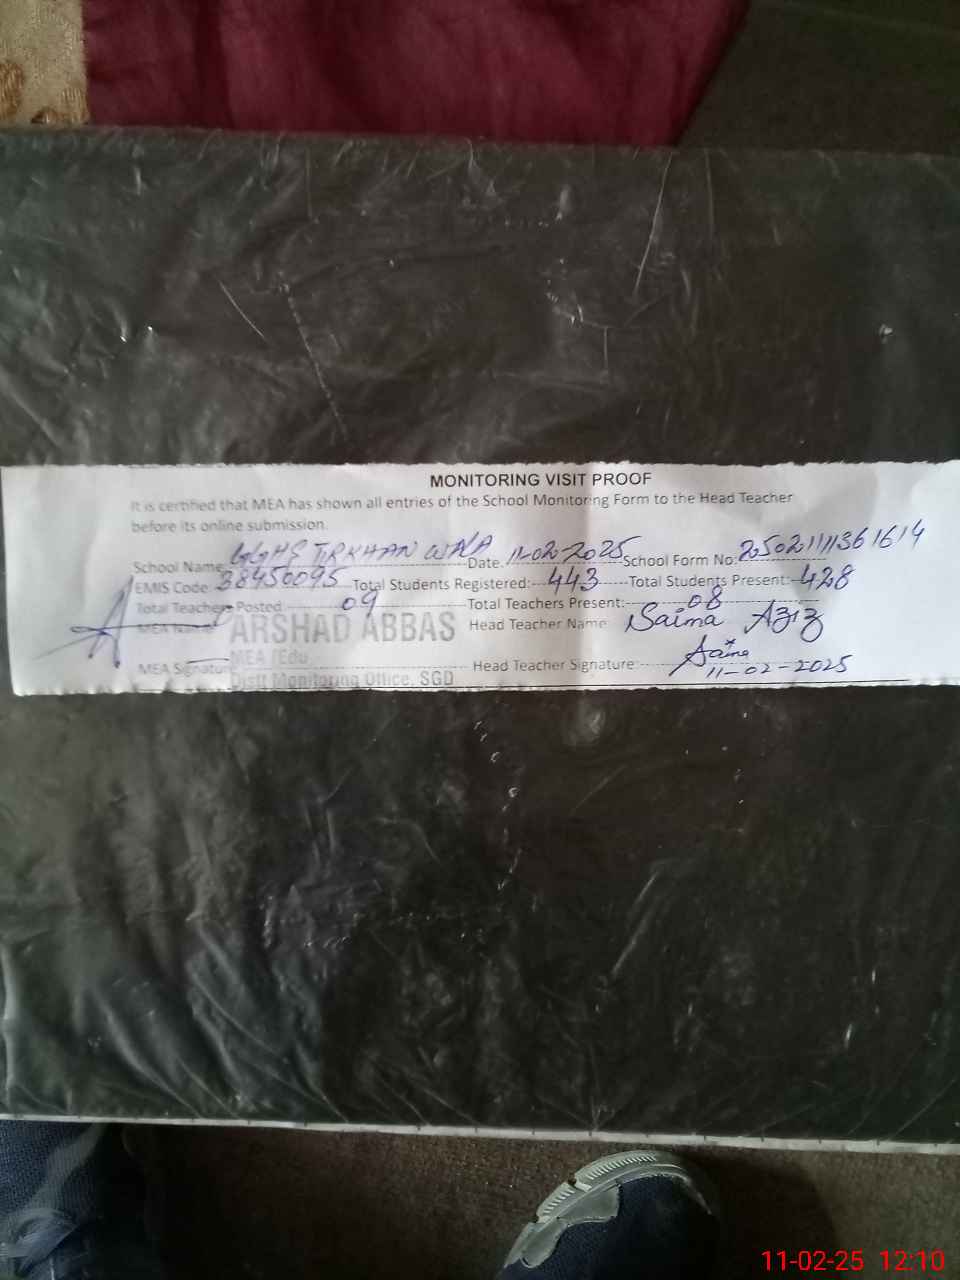 MONITORING VISIT PROOF
It is certified that MEA has shown all entries of the School Monitoring Form to the Head Teacher
before its online submission.
School Name: GGHS TIRKHAN WALA Date: 11-02-2025 School Form No: 2502111361614
EMIS Code: 38450095 Total Students Registered: 443 Total Students Present: 428
Total Teachers Posted: 09 Total Teachers Present: 08
MEA Name ARSHAD ABBAS Head Teacher Name: Saima Aziz
MEA Signature MEA /Edu Head Teacher Signature: Saima
Distt Monitoring Office, SGD 11-02-2025
11-02-25 12:10